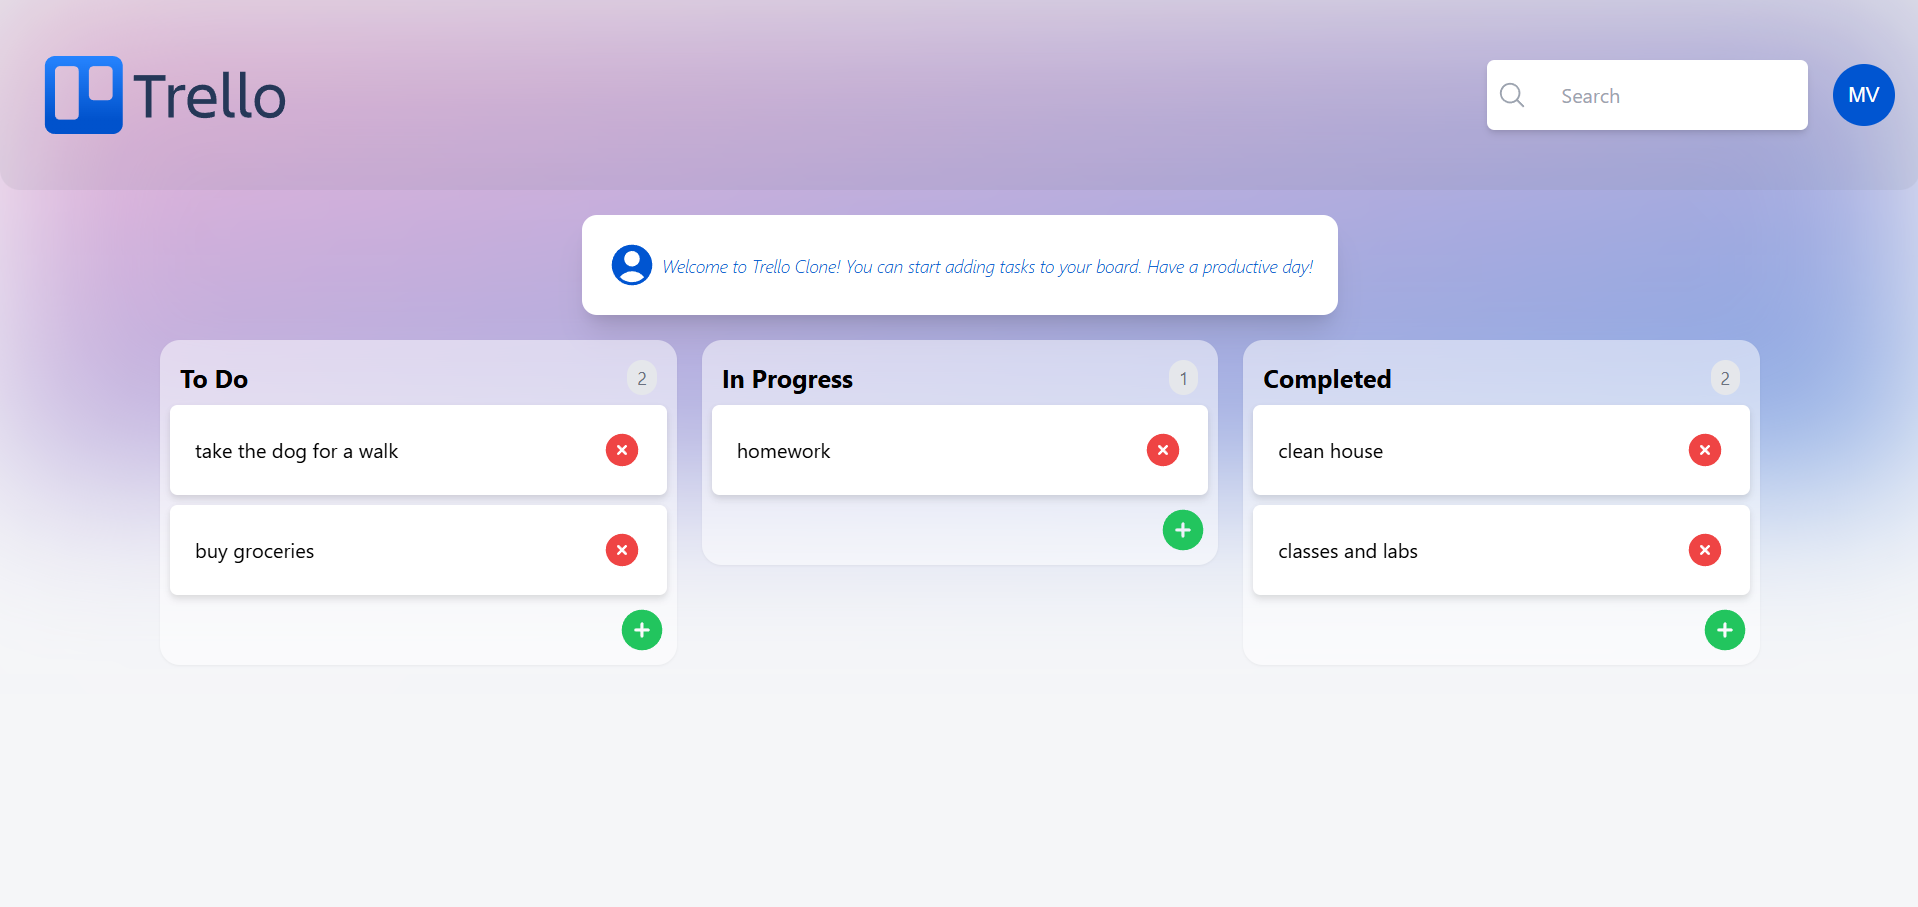 Trello
Search
MV
Welcome to Trello Clone! You can start adding tasks to your board. Have a productive day!
To Do
2
take the dog for a walk
buy groceries
In Progress
1
homework
Completed
2
clean house
classes and labs